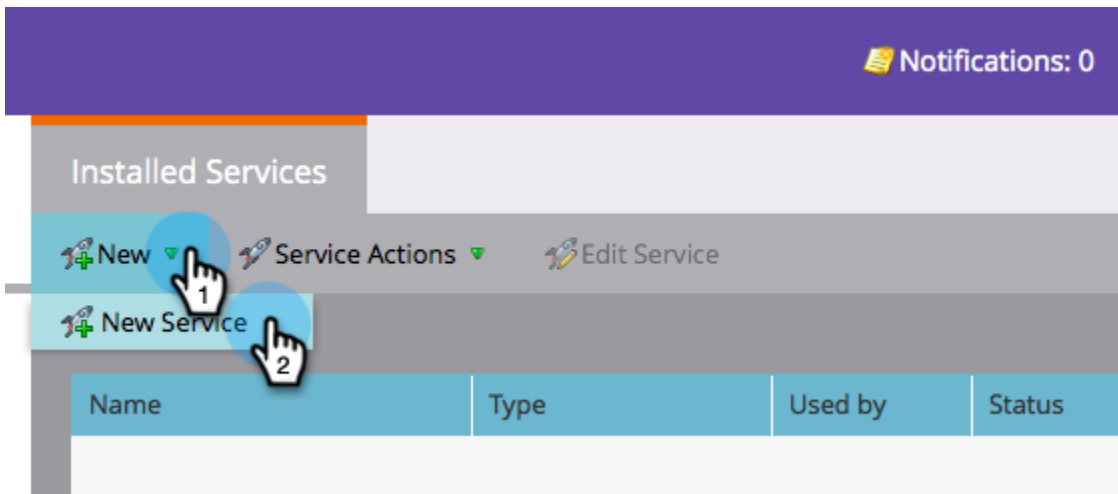 Notifications: 0
Installed Services
New Service Actions Edit Service
1
New Service
2
Name Type Used by Status